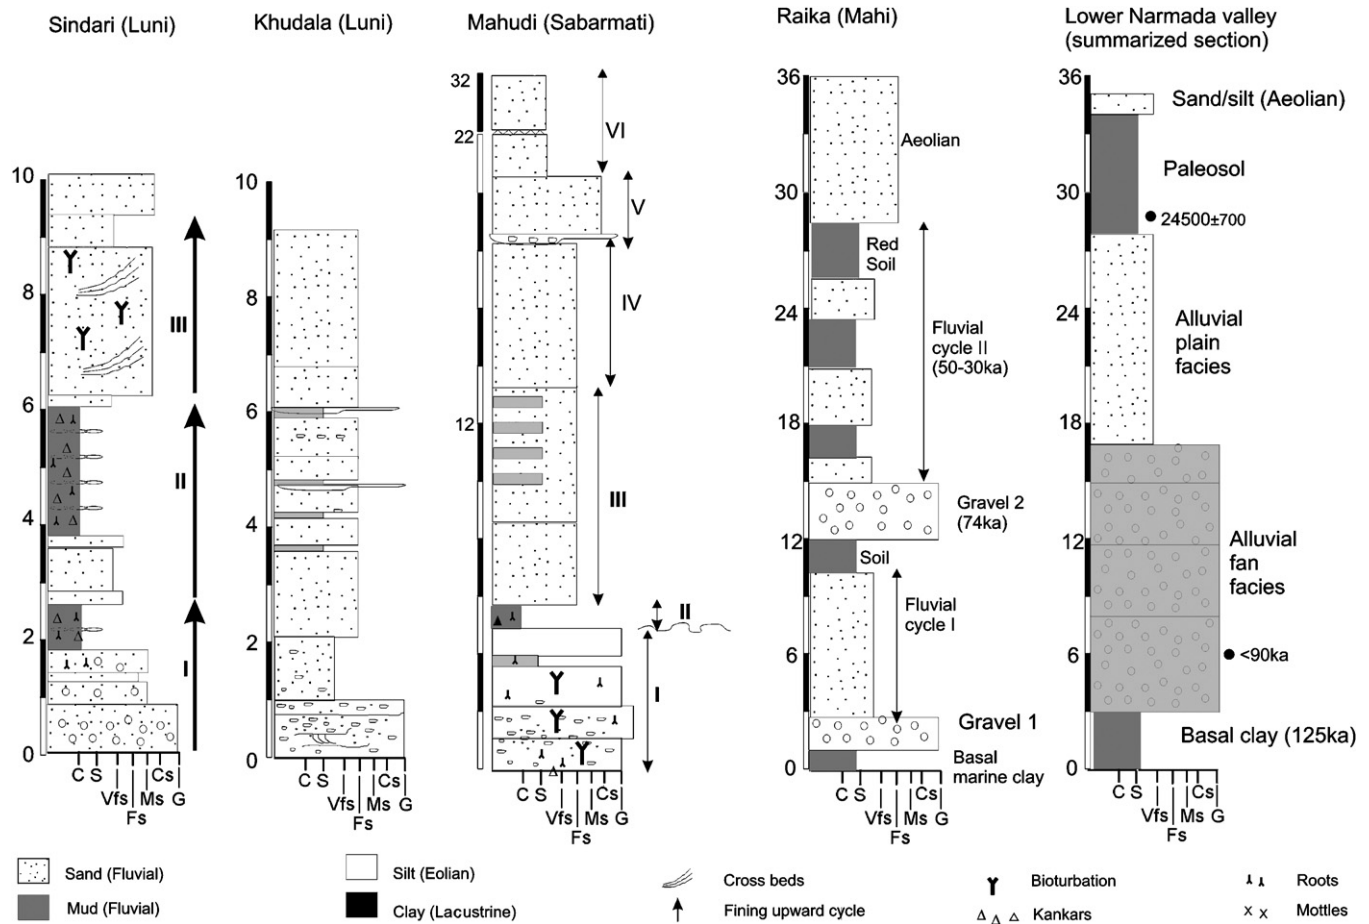 Sindari (Luni)
Khudala (Luni)
Mahudi (Sabarmati)
Raika (Mahi)
Lower Narmada valley
(summarized section)
10
8
6
4
2
0
III
II
I
C S
Vfs Ms Cs G
Fs
10
8
6
4
2
0
C S
Vfs Ms Cs G
Fs
32
22
12
VI
V
IV
III
II
I
C S
Vfs Ms Cs G
Fs
36
30
24
18
12
6
0
Aeolian
Red
Soil
Fluvial
cycle II
(50-30ka)
Gravel 2
(74ka)
Soil
Fluvial
cycle I
Gravel 1
Basal
marine clay
C S
Vfs Ms Cs G
Fs
36
30
24
18
12
6
0
Sand/silt (Aeolian)
Paleosol
24500±700
Alluvial
plain
facies
Alluvial
fan
facies
<90ka
Basal clay (125ka)
C S
Vfs Ms Cs G
Fs
Sand (Fluvial)
Mud (Fluvial)
Silt (Eolian)
Clay (Lacustrine)
Cross beds
Fining upward cycle
Bioturbation
Kankars
Roots
Mottles